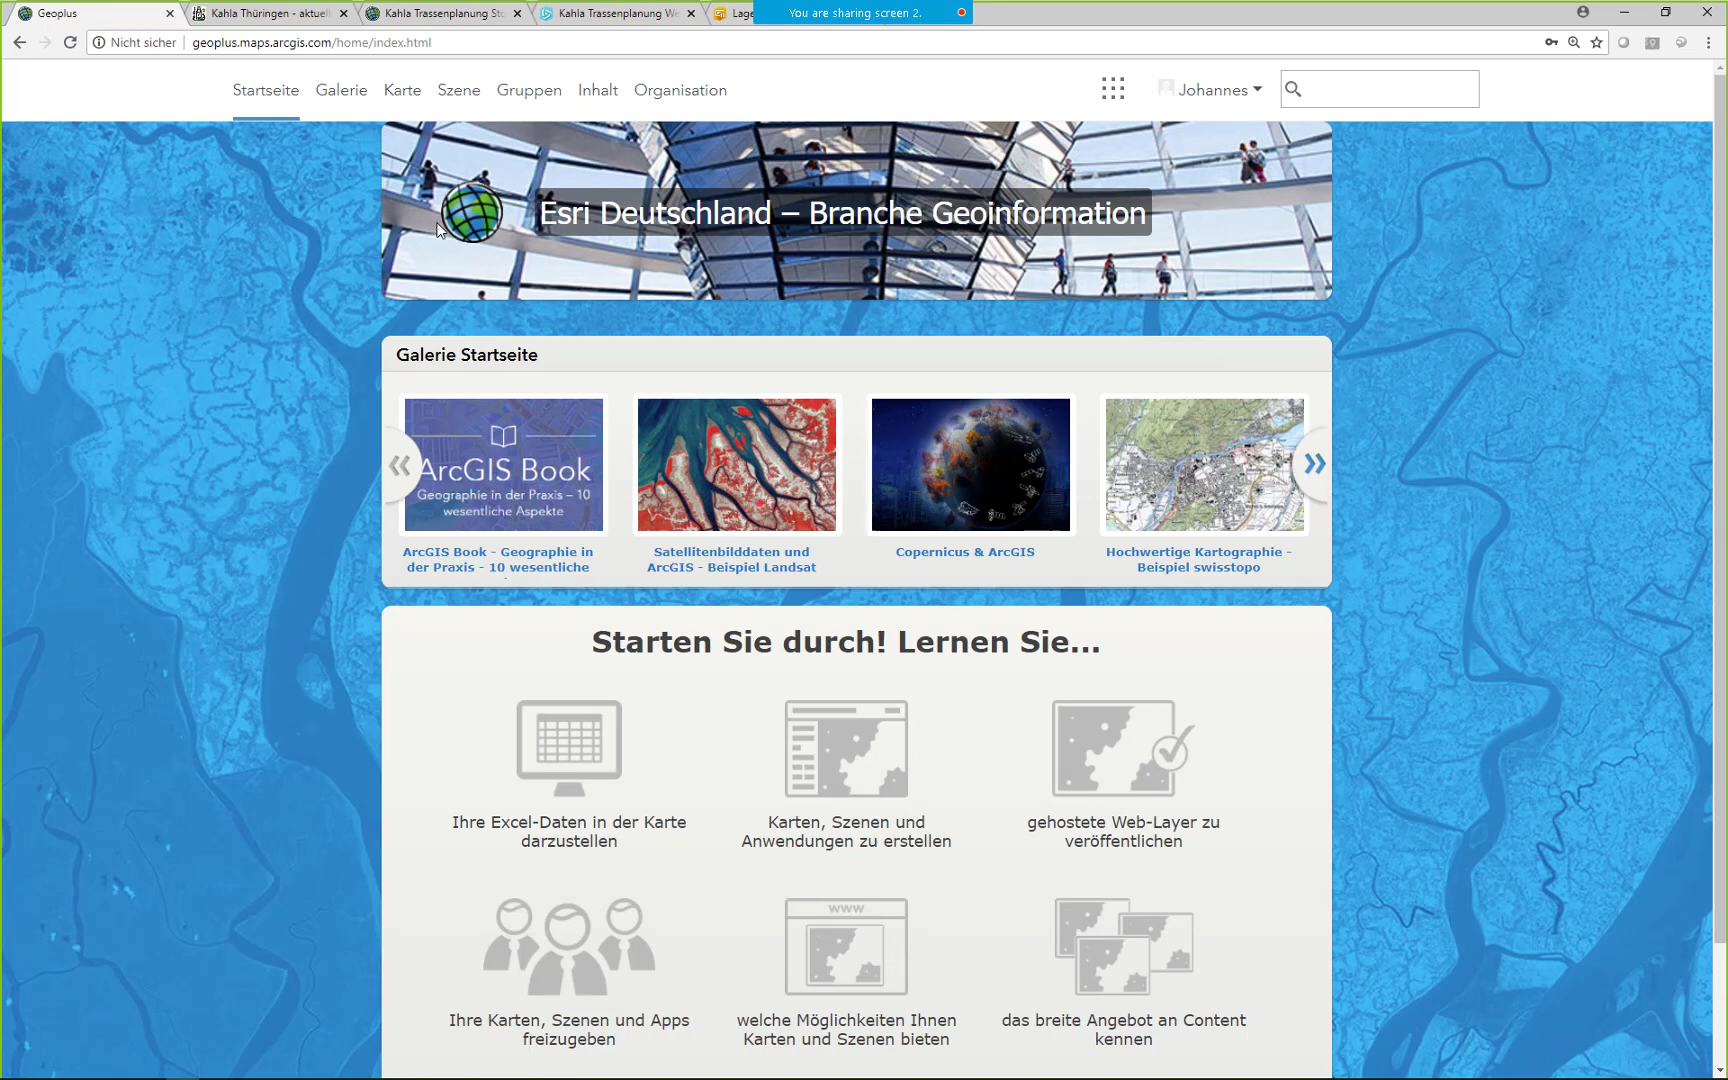 Geoplus
Kahla Thüringen - aktuell
Kahla Trassenplanung Sto
Kahla Trassenplanung We
Lage
You are sharing screen 2.
Nicht sicher
geoplus.maps.arcgis.com/home/index.html
Startseite
Galerie
Karte
Szene
Gruppen
Inhalt
Organisation
Johannes
Esri Deutschland – Branche Geoinformation
Galerie Startseite
ArcGIS Book
Geographie in der Praxis – 10
wesentliche Aspekte
ArcGIS Book - Geographie in
der Praxis - 10 wesentliche
Satellitenbilddaten und
ArcGIS - Beispiel Landsat
Copernicus & ArcGIS
Hochwertige Kartographie -
Beispiel swisstopo
Starten Sie durch! Lernen Sie...
Ihre Excel-Daten in der Karte
darzustellen
Karten, Szenen und
Anwendungen zu erstellen
gehostete Web-Layer zu
veröffentlichen
www
Ihre Karten, Szenen und Apps
freizugeben
welche Möglichkeiten Ihnen
Karten und Szenen bieten
das breite Angebot an Content
kennen